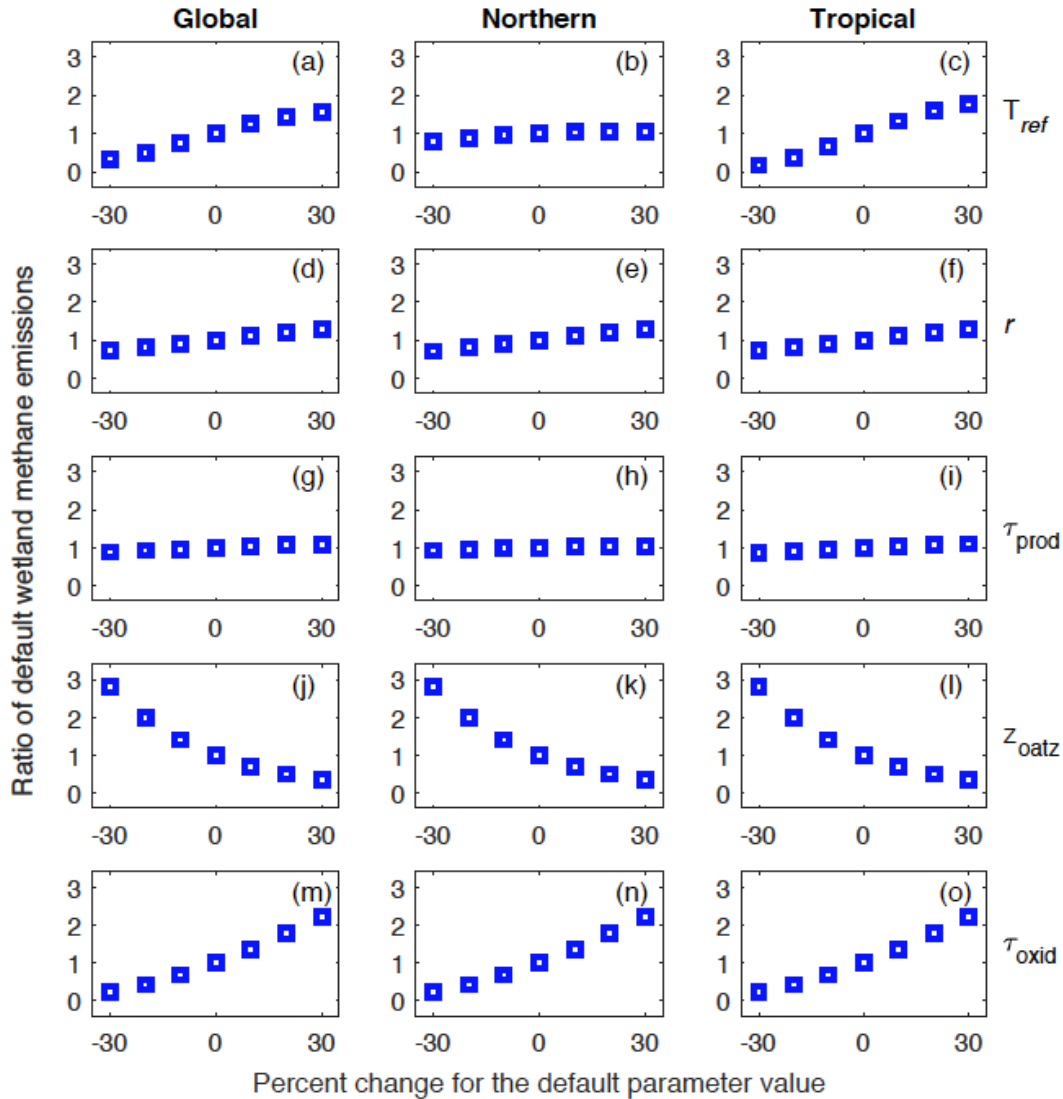 Global Northern Tropical
(a) (b) (c)
3 3 3
2 2 2
1 1 1
0 0 0
-30 0 30 -30 0 30 -30 0 30
T_ref
(d) (e) (f)
3 3 3
2 2 2
1 1 1
0 0 0
-30 0 30 -30 0 30 -30 0 30
r
(g) (h) (i)
3 3 3
2 2 2
1 1 1
0 0 0
-30 0 30 -30 0 30 -30 0 30
τ_prod
(j) (k) (l)
3 3 3
2 2 2
1 1 1
0 0 0
-30 0 30 -30 0 30 -30 0 30
z_oatz
(m) (n) (o)
3 3 3
2 2 2
1 1 1
0 0 0
-30 0 30 -30 0 30 -30 0 30
τ_oxid
Ratio of default wetland methane emissions
Percent change for the default parameter value